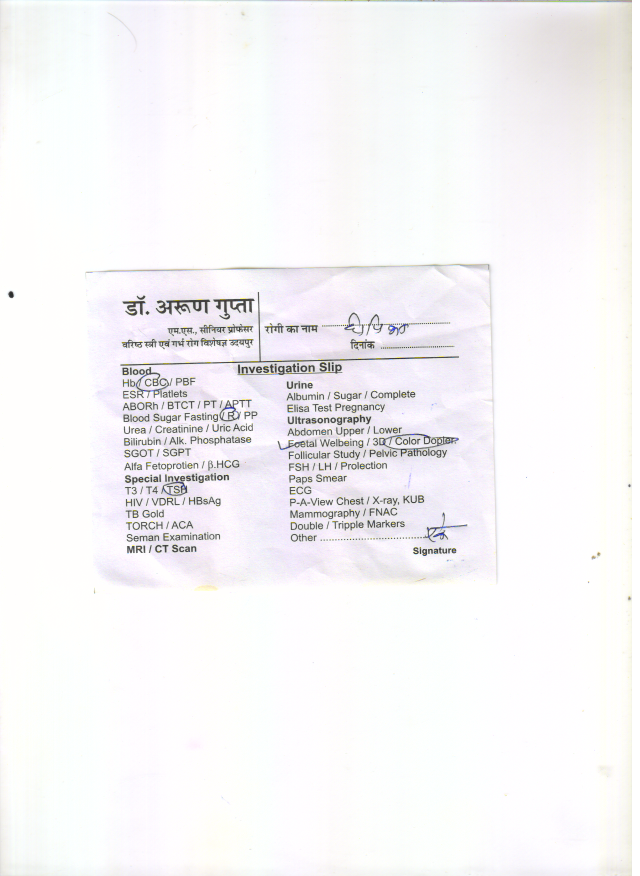 डॉ. अरूण गुप्ता
एम.एस., सीनियर प्रोफेसर
वरिष्ठ स्त्री एवं गर्भ रोग विशेषज्ञ उदयपुर
रोगी का नाम
दिनांक
Investigation Slip
Blood
Hb / CBC / PBF
ESR / Platlets
ABORh / BTCT / PT / APTT
Blood Sugar Fasting / R / PP
Urea / Creatinine / Uric Acid
Bilirubin / Alk. Phosphatase
SGOT / SGPT
Alfa Fetoprotien / β.HCG
Special Investigation
T3 / T4 / TSH
HIV / VDRL / HBsAg
TB Gold
TORCH / ACA
Seman Examination
MRI / CT Scan
Urine
Albumin / Sugar / Complete
Elisa Test Pregnancy
Ultrasonography
Abdomen Upper / Lower
Foetal Welbeing / 3D / Color Dopler
Follicular Study / Pelvic Pathology
FSH / LH / Prolection
Paps Smear
ECG
P-A-View Chest / X-ray, KUB
Mammography / FNAC
Double / Tripple Markers
Other
Signature